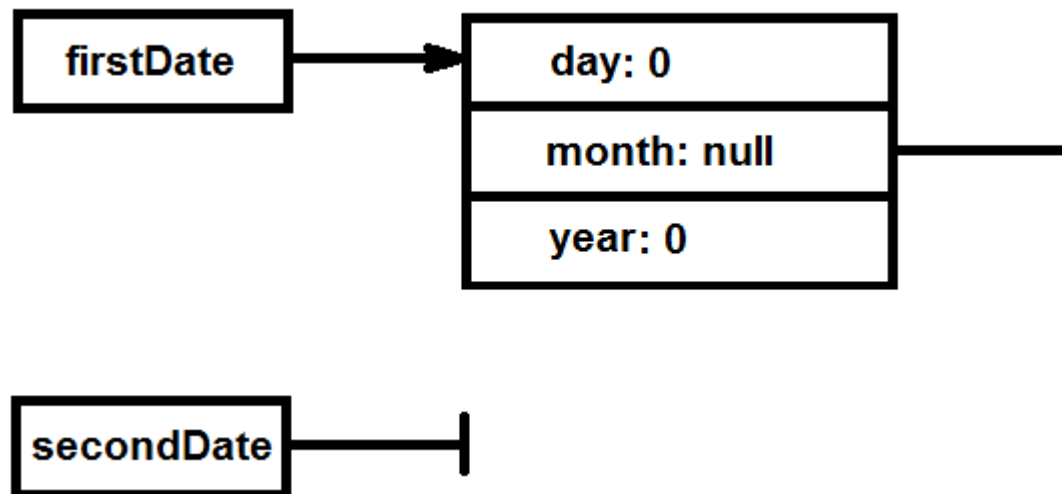 firstDate
day: 0
month: null
year: 0
secondDate